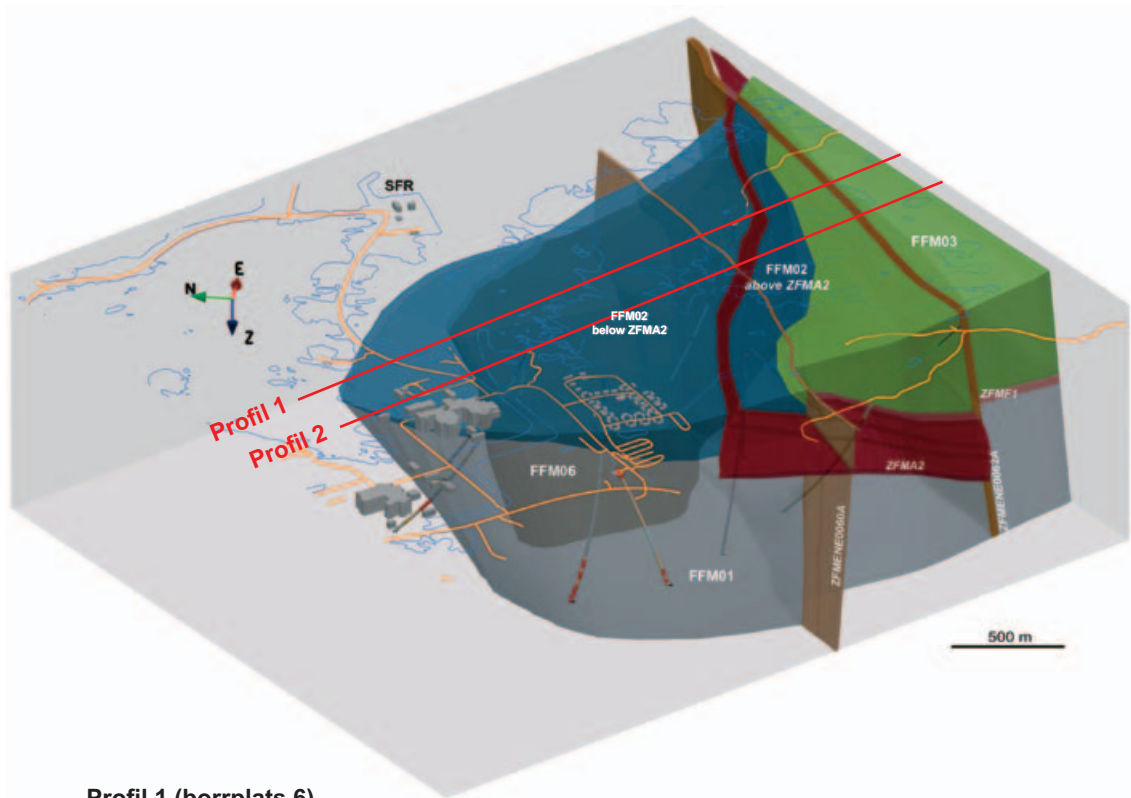 SFR
E
N
Z
FFM03
FFM02
above ZFMA2
FFM02
below ZFMA2
Profil 1
Profil 2
ZFMF1
FFM06
ZFMA2
ZFMENE0062A
ZFMENE0060A
FFM01
500 m
Profil 1 (borrplats 6)